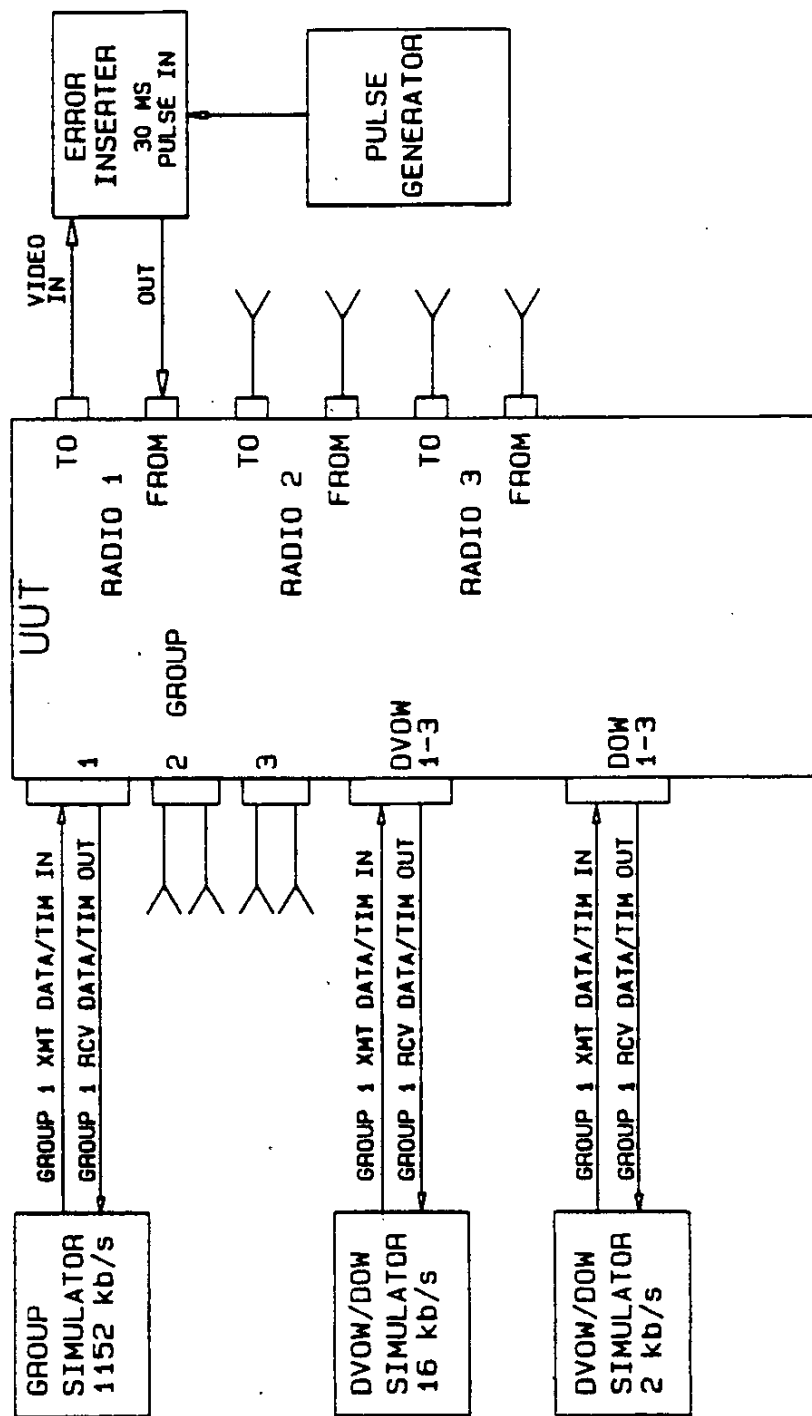 GROUP
SIMULATOR
1152 kb/s
GROUP 1 XMT DATA/TIM IN
GROUP 1 RCV DATA/TIM OUT
DVOW/DOW
SIMULATOR
16 kb/s
GROUP 1 XMT DATA/TIM IN
GROUP 1 RCV DATA/TIM OUT
DVOW/DOW
SIMULATOR
2 kb/s
GROUP 1 XMT DATA/TIM IN
GROUP 1 RCV DATA/TIM OUT
UUT
1
2
3
GROUP
DVOW
1-3
DOW
1-3
TO
RADIO 1
FROM
TO
RADIO 2
FROM
TO
RADIO 3
FROM
VIDEO
IN
OUT
ERROR
INSERTER
30 MS
PULSE IN
PULSE
GENERATOR